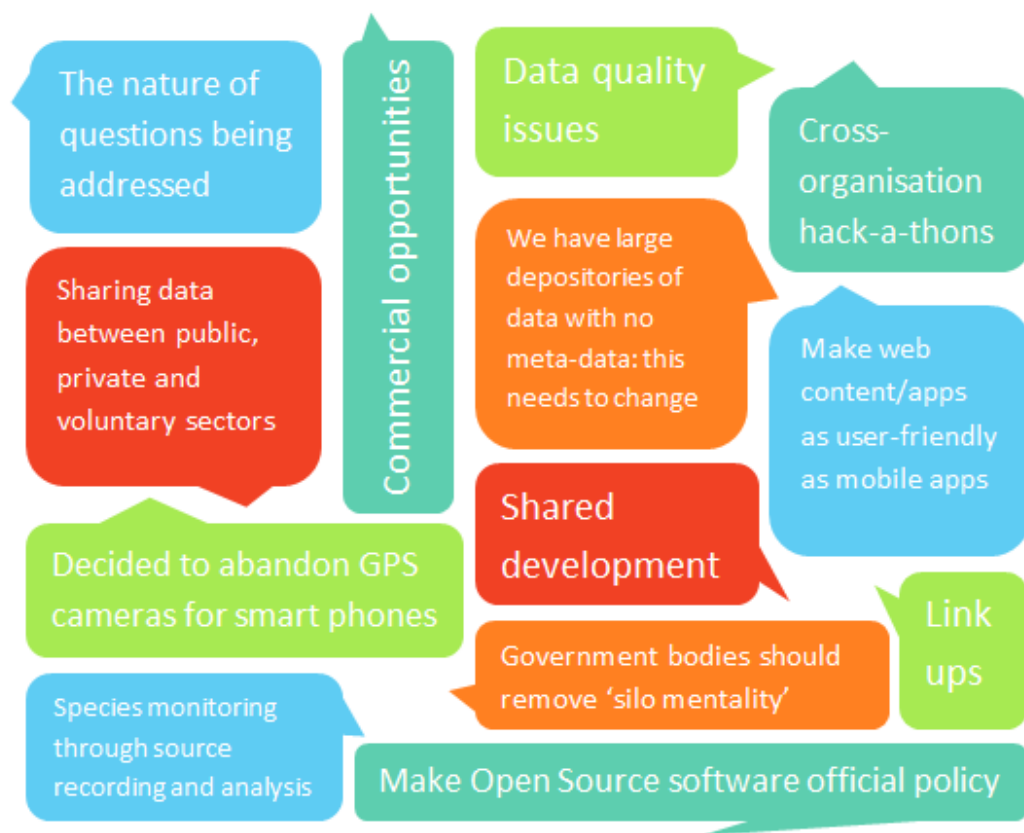 The nature of
questions being
addressed
Commercial opportunities
Data quality
issues
Cross-
organisation
hack-a-thons
Sharing data
between public,
private and
voluntary sectors
We have large
depositories of
data with no
meta-data: this
needs to change
Make web
content/apps
as user-friendly
as mobile apps
Shared
development
Decided to abandon GPS
cameras for smart phones
Link
ups
Government bodies should
remove ‘silo mentality’
Species monitoring
through source
recording and analysis
Make Open Source software official policy